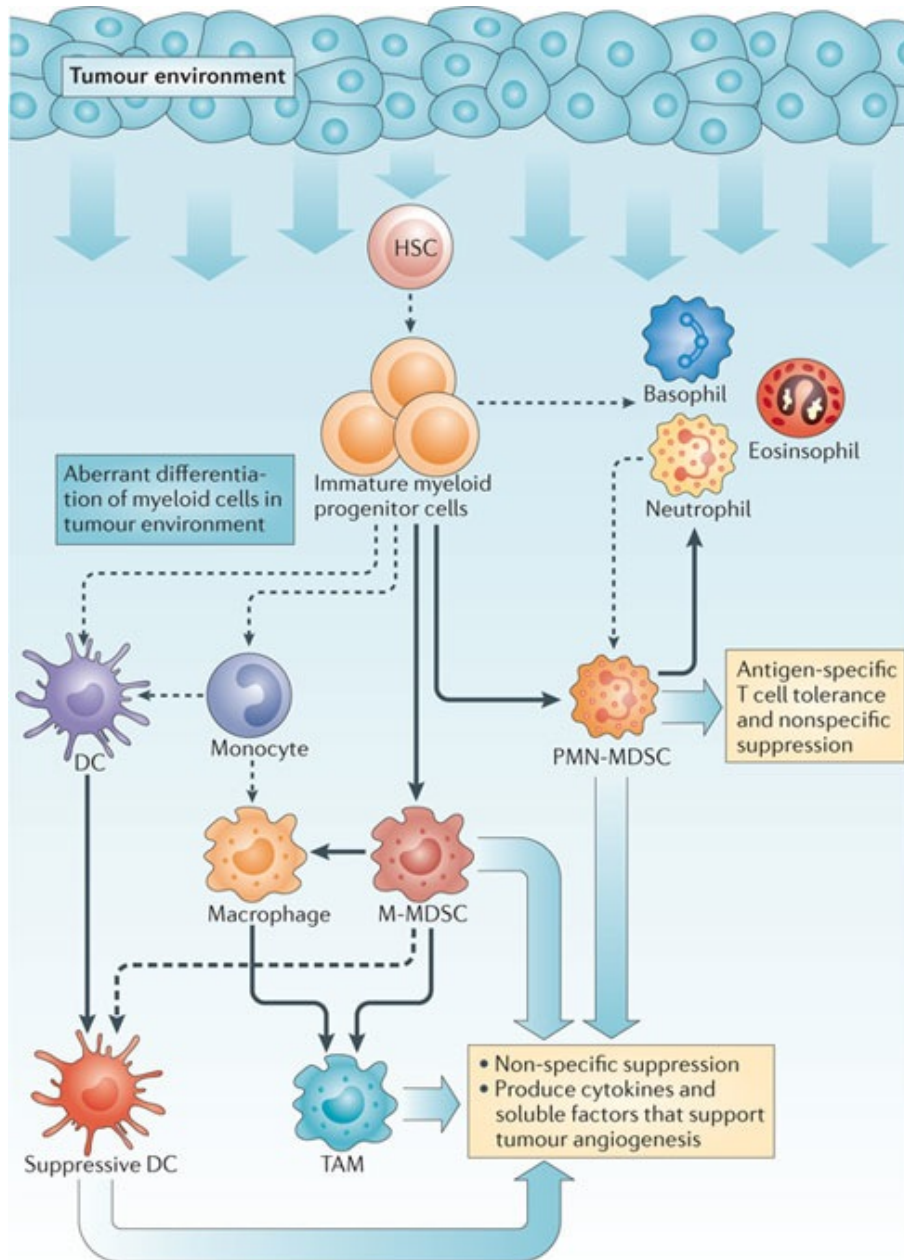 Tumour environment
HSC
Basophil
Eosinsophil
Neutrophil
Immature myeloid
progenitor cells
Aberrant differentia-
tion of myeloid cells in
tumour environment
DC
Monocyte
PMN-MDSC
Antigen-specific
T cell tolerance
and nonspecific
suppression
Macrophage
M-MDSC
Suppressive DC
TAM
• Non-specific suppression
• Produce cytokines and
soluble factors that support
tumour angiogenesis